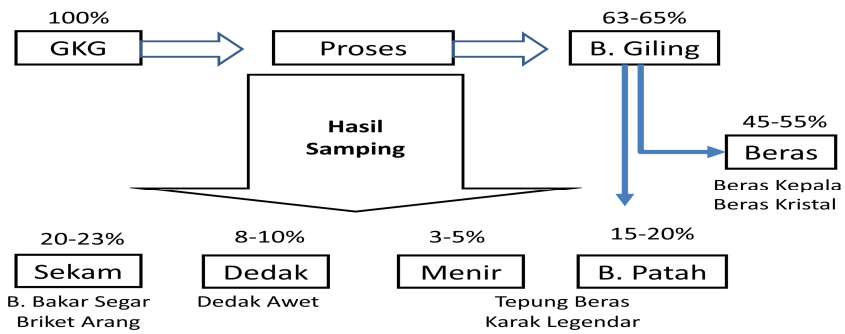 100%
63-65%
GKG
Proses
B. Giling
Hasil
Samping
45-55%
Beras
Beras Kepala
Beras Kristal
20-23%
8-10%
3-5%
15-20%
Sekam
Dedak
Menir
B. Patah
B. Bakar Segar
Briket Arang
Dedak Awet
Tepung Beras
Karak Legendar